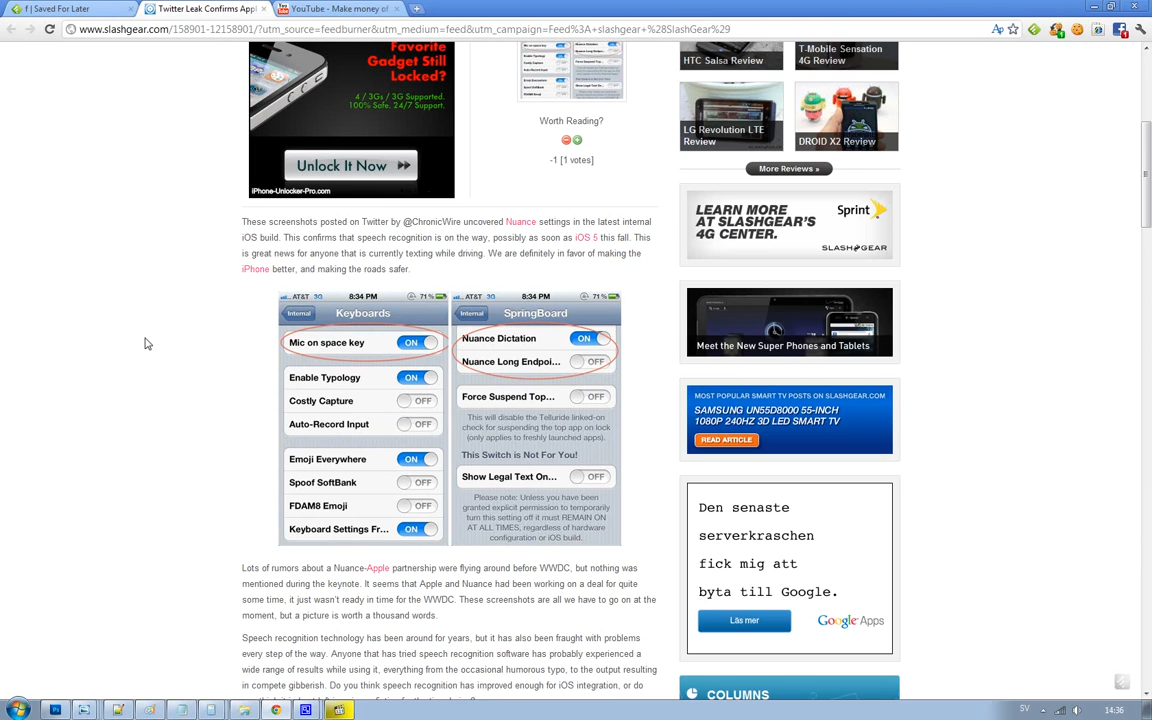 f | Saved For Later
Twitter Leak Confirms Appl
YouTube - Make money of
www.slashgear.com/158901-12158901/?utm_source=feedburner&utm_medium=feed&utm_campaign=Feed%3A+slashgear+%28SlashGear%29
Favorite
Gadget Still
Locked?
4 / 3Gs / 3G Supported.
100% Safe. 24/7 Support.
Unlock It Now
iPhone-Unlocker-Pro.com
Worth Reading?
-1 [1 votes]
HTC Salsa Review
T-Mobile Sensation
4G Review
LG Revolution LTE
Review
DROID X2 Review
More Reviews »
These screenshots posted on Twitter by @ChronicWire uncovered Nuance settings in the latest internal
iOS build. This confirms that speech recognition is on the way, possibly as soon as iOS 5 this fall. This
is great news for anyone that is currently texting while driving. We are definitely in favor of making the
iPhone better, and making the roads safer.
AT&T 3G 8:34 PM 71%
Internal Keyboards
Mic on space key ON
Enable Typology ON
Costly Capture OFF
Auto-Record Input OFF
Emoji Everywhere ON
Spoof SoftBank OFF
FDAM8 Emoji OFF
Keyboard Settings Fr... ON
AT&T 3G 8:34 PM 71%
Internal SpringBoard
Nuance Dictation ON
Nuance Long Endpoi... OFF
Force Suspend Top... OFF
This will disable the Telluride linked-on
check for suspending the top app on lock
(only applies to freshly launched apps).
This Switch is Not For You!
Show Legal Text On... OFF
Please note: Unless you have been
granted explicit permission to temporarily
turn this setting off it must REMAIN ON
AT ALL TIMES, regardless of hardware
configuration or iOS build.
Lots of rumors about a Nuance-Apple partnership were flying around before WWDC, but nothing was
mentioned during the keynote. It seems that Apple and Nuance had been working on a deal for quite
some time, it just wasn't ready in time for the WWDC. These screenshots are all we have to go on at the
moment, but a picture is worth a thousand words.
Speech recognition technology has been around for years, but it has also been fraught with problems
every step of the way. Anyone that has tried speech recognition software has probably experienced a
wide range of results while using it, everything from the occasional humorous typo, to the output resulting
in compete gibberish. Do you think speech recognition has improved enough for iOS integration, or do
LEARN MORE
AT SLASHGEAR'S
4G CENTER.
Sprint
SLASHGEAR
Meet the New Super Phones and Tablets
MOST POPULAR SMART TV POSTS ON SLASHGEAR.COM
SAMSUNG UN55D8000 55-INCH
1080P 240HZ 3D LED SMART TV
READ ARTICLE
Den senaste
serverkraschen
fick mig att
byta till Google.
Läs mer
Google Apps
COLUMNS
SV
14:36